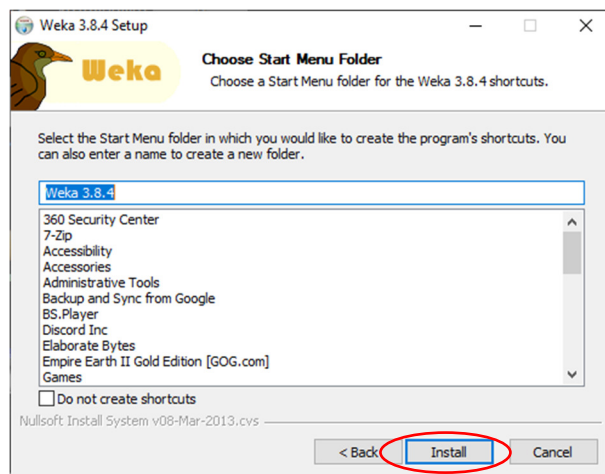 Weka 3.8.4 Setup
Weka
Choose Start Menu Folder
Choose a Start Menu folder for the Weka 3.8.4 shortcuts.
Select the Start Menu folder in which you would like to create the program's shortcuts. You
can also enter a name to create a new folder.
Weka 3.8.4
360 Security Center
7-Zip
Accessibility
Accessories
Administrative Tools
Backup and Sync from Google
BS.Player
Discord Inc
Elaborate Bytes
Empire Earth II Gold Edition [GOG.com]
Games
Do not create shortcuts
Nullsoft Install System v08-Mar-2013.cvs
< Back
Install
Cancel